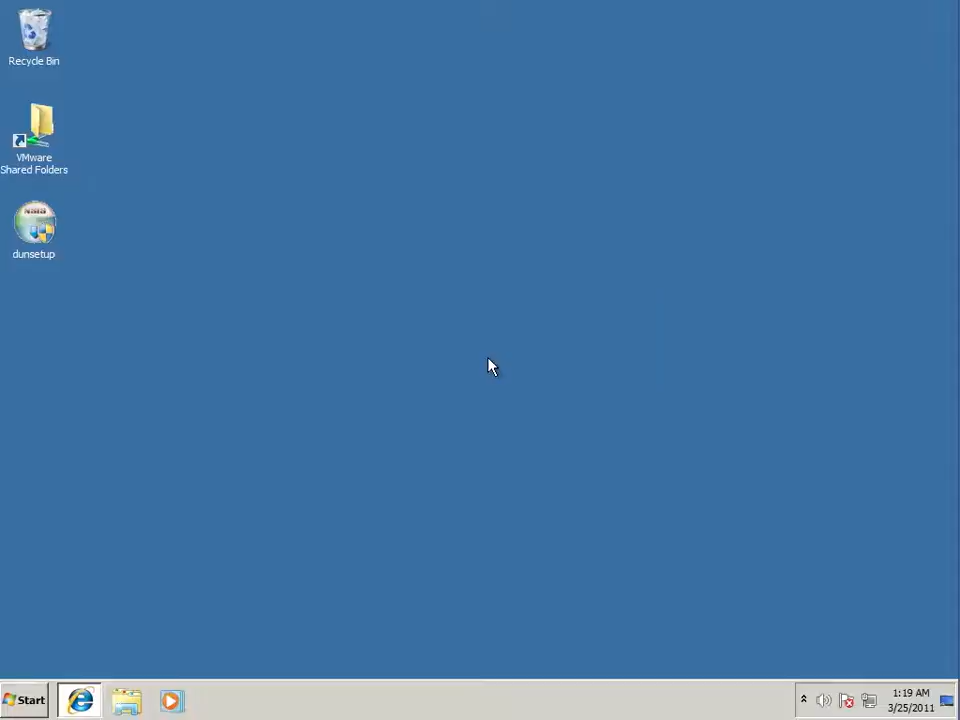 Recycle Bin
VMware
Shared Folders
dunsetup
Start
1:19 AM
3/25/2011